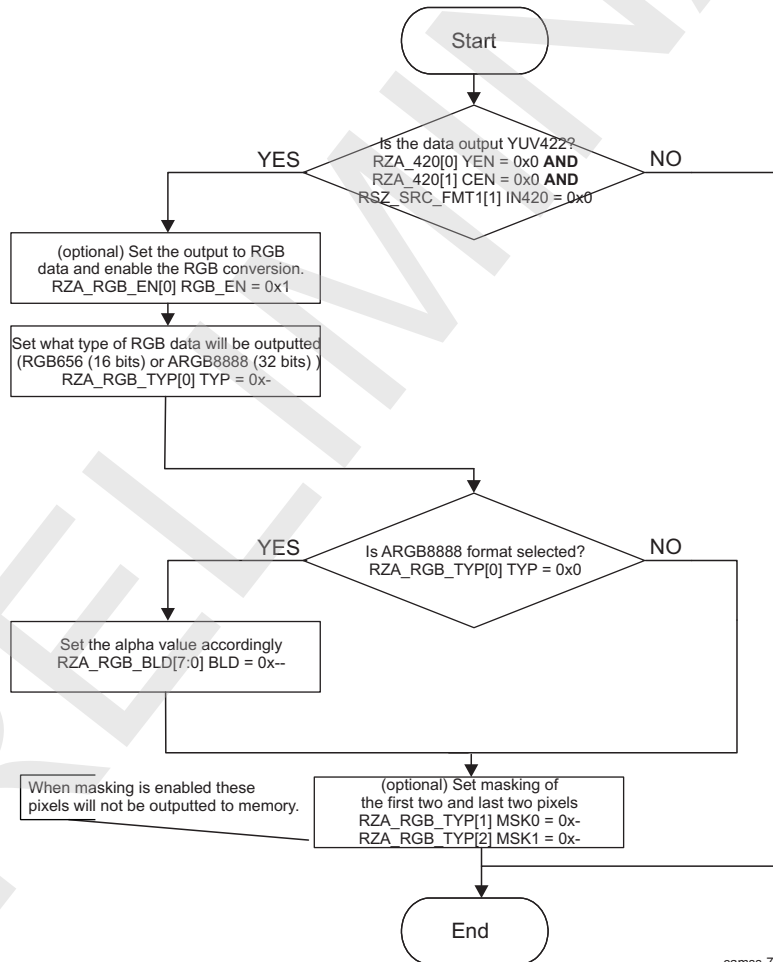 Start
Is the data output YUV422?
RZA_420[0] YEN = 0x0 AND
RZA_420[1] CEN = 0x0 AND
RSZ_SRC_FMT1[1] IN420 = 0x0
YES
NO
(optional) Set the output to RGB
data and enable the RGB conversion.
RZA_RGB_EN[0] RGB_EN = 0x1
Set what type of RGB data will be outputted
(RGB656 (16 bits) or ARGB8888 (32 bits) )
RZA_RGB_TYP[0] TYP = 0x-
Is ARGB8888 format selected?
RZA_RGB_TYP[0] TYP = 0x0
YES
NO
Set the alpha value accordingly
RZA_RGB_BLD[7:0] BLD = 0x--
When masking is enabled these
pixels will not be outputted to memory.
(optional) Set masking of
the first two and last two pixels
RZA_RGB_TYP[1] MSK0 = 0x-
RZA_RGB_TYP[2] MSK1 = 0x-
End